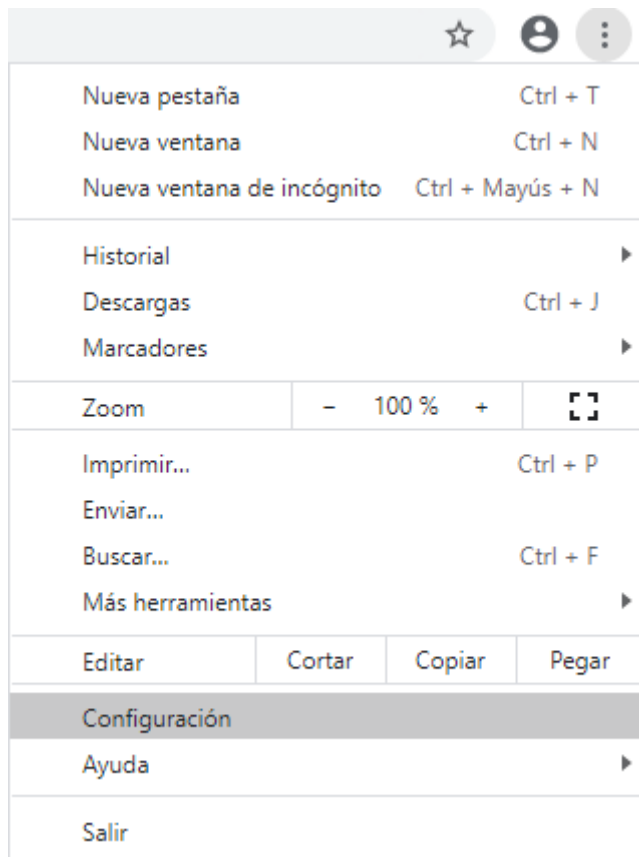 Nueva pestaña Ctrl + T
Nueva ventana Ctrl + N
Nueva ventana de incógnito Ctrl + Mayús + N
Historial
Descargas Ctrl + J
Marcadores
Zoom – 100 % +
Imprimir... Ctrl + P
Enviar...
Buscar... Ctrl + F
Más herramientas
Editar Cortar Copiar Pegar
Configuración
Ayuda
Salir